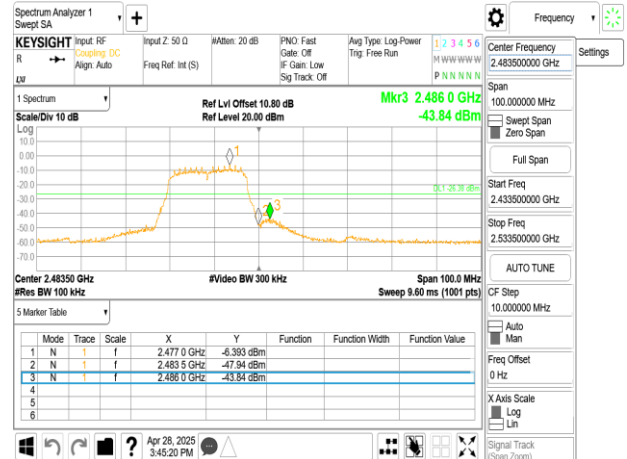 Spectrum Analyzer 1
Swept SA
Frequency
KEYSIGHT
R
Input: RF
Coupling: DC
Align: Auto
Input Z: 50 Ω
Freq Ref: Int (S)
#Atten: 20 dB
PNO: Fast
Gate: Off
IF Gain: Low
Sig Track: Off
Avg Type: Log-Power
Trig: Free Run
1 2 3 4 5 6
M W W W W W
P N N N N N
Center Frequency
2.483500000 GHz
Settings
Span
100.000000 MHz
Swept Span
Zero Span
Full Span
Start Freq
2.433500000 GHz
Stop Freq
2.533500000 GHz
AUTO TUNE
CF Step
10.000000 MHz
Auto
Man
Freq Offset
0 Hz
X Axis Scale
Log
Lin
Signal Track
(Span Zoom)
1 Spectrum
Scale/Div 10 dB
Ref Lvl Offset 10.80 dB
Ref Level 20.00 dBm
Mkr3 2.486 0 GHz
-43.84 dBm
Log
10.0
0.00
-10.0
-20.0
-30.0
-40.0
-50.0
-60.0
-70.0
1
2
3
DL1 -26.39 dBm
Center 2.48350 GHz
#Res BW 100 kHz
#Video BW 300 kHz
Span 100.0 MHz
Sweep 9.60 ms (1001 pts)
5 Marker Table
Mode Trace Scale X Y Function Function Width Function Value
1 N 1 f 2.477 0 GHz -6.393 dBm
2 N 1 f 2.483 5 GHz -47.94 dBm
3 N 1 f 2.486 0 GHz -43.84 dBm
4
5
6
Apr 28, 2025
3:45:20 PM